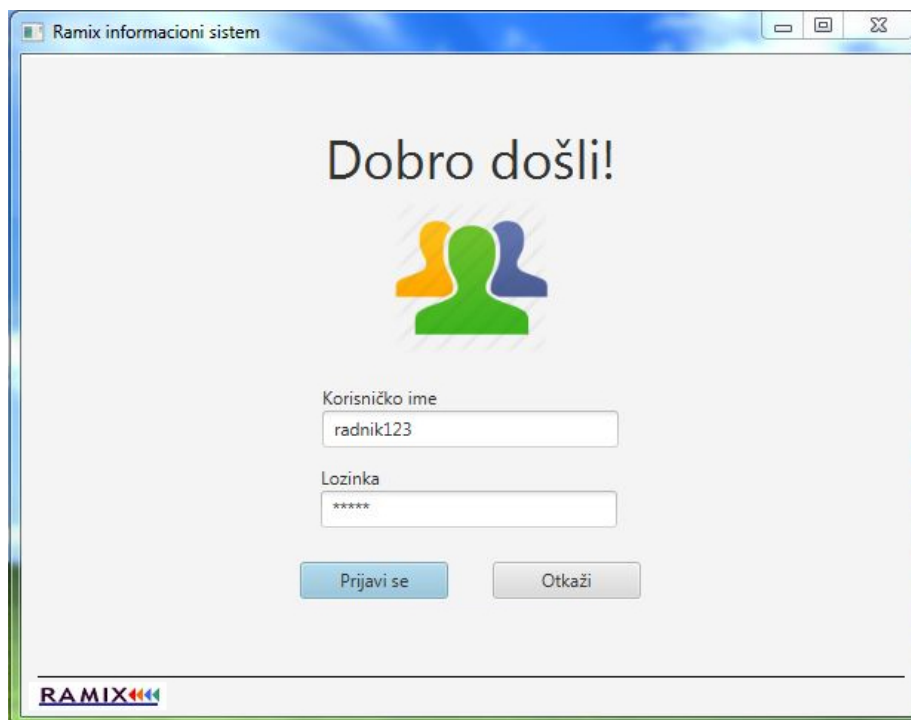 Ramix informacioni sistem
Dobro došli!
Korisničko ime
radnik123
Lozinka
*****
Prijavi se
Otkaži
RAMIX